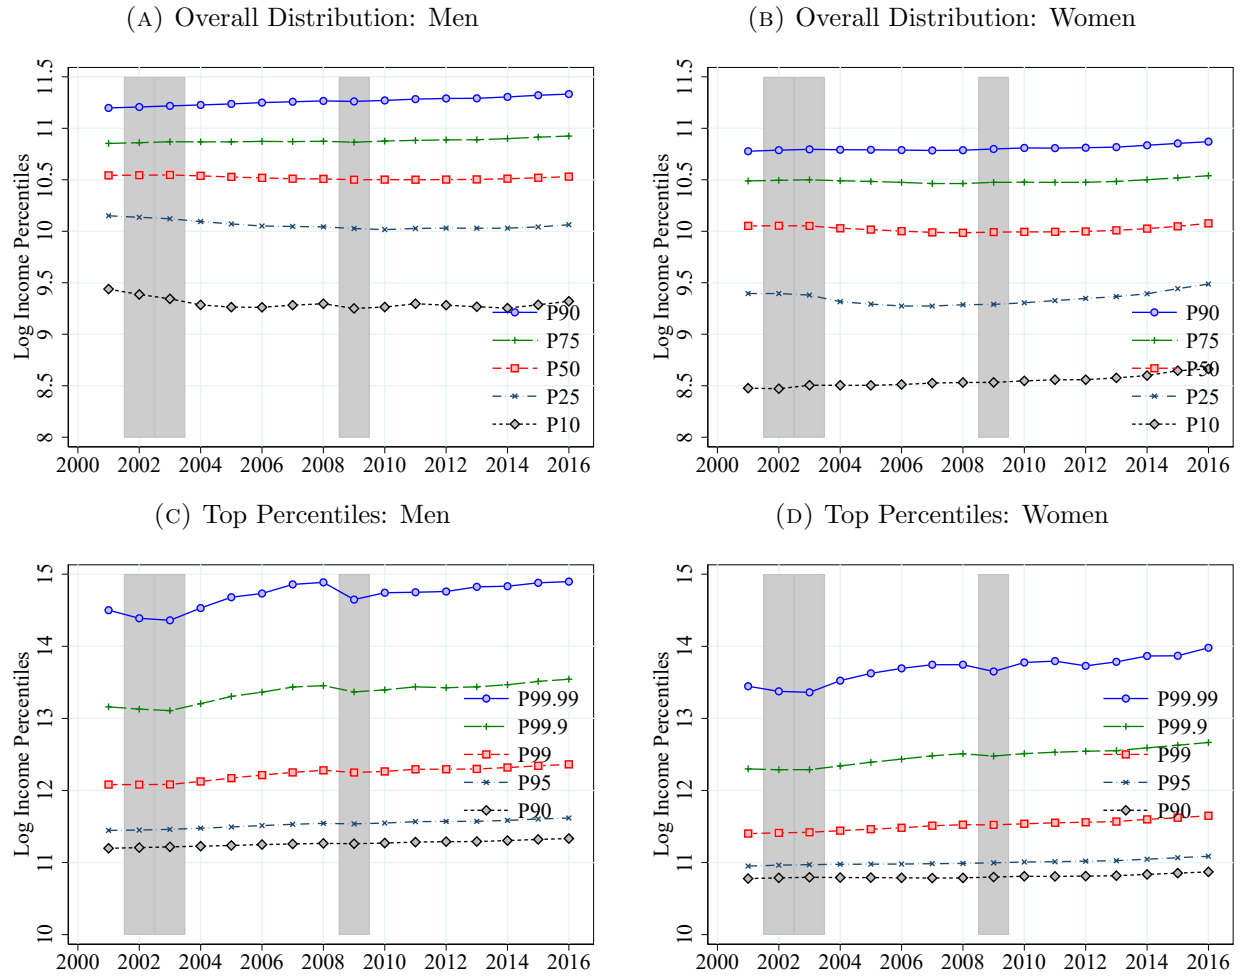 (A) Overall Distribution: Men
Log Income Percentiles
11.5
11
10.5
10
9.5
9
8.5
8
P90
P75
P50
P25
P10
2000 2002 2004 2006 2008 2010 2012 2014 2016
(B) Overall Distribution: Women
Log Income Percentiles
11.5
11
10.5
10
9.5
9
8.5
8
P90
P75
P50
P25
P10
2000 2002 2004 2006 2008 2010 2012 2014 2016
(C) Top Percentiles: Men
Log Income Percentiles
15
14
13
12
11
10
P99.99
P99.9
P99
P95
P90
2000 2002 2004 2006 2008 2010 2012 2014 2016
(D) Top Percentiles: Women
Log Income Percentiles
15
14
13
12
11
10
P99.99
P99.9
P99
P95
P90
2000 2002 2004 2006 2008 2010 2012 2014 2016